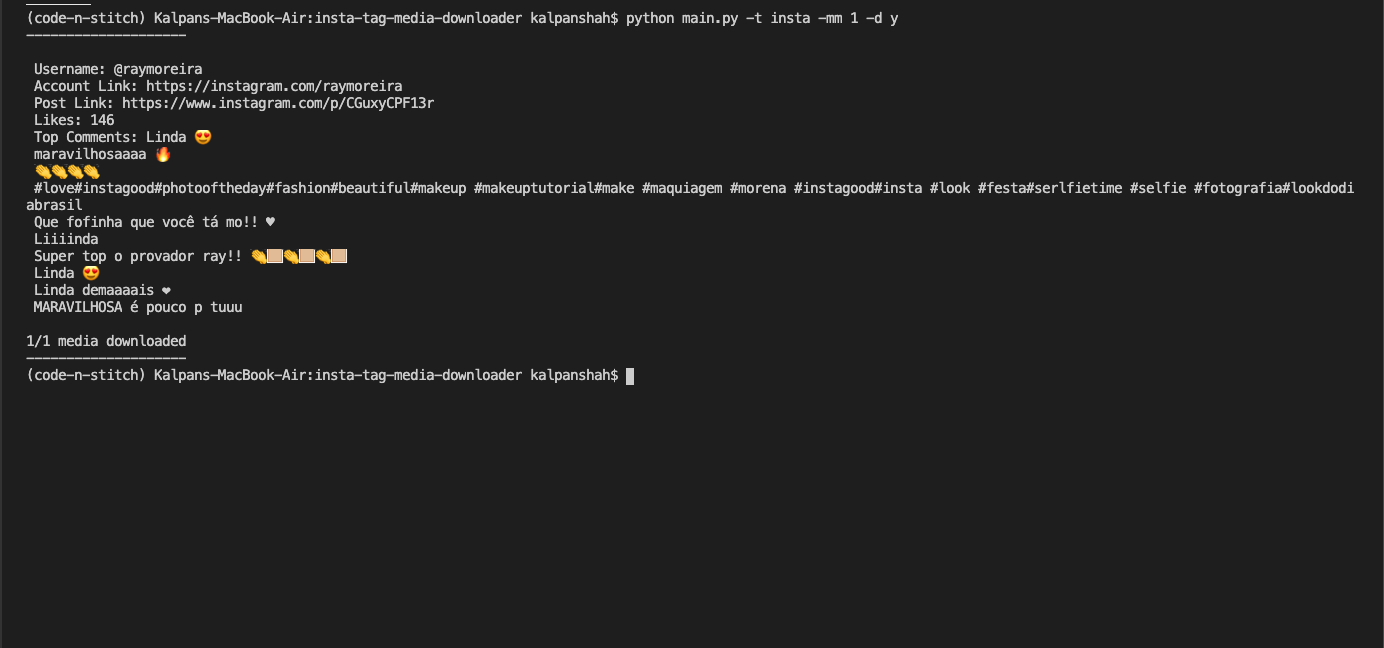 (code-n-stitch) Kalpans-MacBook-Air:insta-tag-media-downloader kalpanshah$ python main.py -t insta -mm 1 -d y
--------------------
Username: @raymoreira
Account Link: https://instagram.com/raymoreira
Post Link: https://www.instagram.com/p/CGuxyCPF13r
Likes: 146
Top Comments: Linda 😍
maravilhosaaaa 🔥
👏👏👏👏
#love#instagood#photooftheday#fashion#beautiful#makeup #makeuptutorial#make #maquiagem #morena #instagood#insta #look #festa#serlfietime #selfie #fotografia#lookdodi
abrasil
Que fofinha que você tá mo!! ♥
Liiiinda
Super top o provador ray!! 👏🏼👏🏼👏🏼
Linda 😍
Linda demaaaais ❤
MARAVILHOSA é pouco p tuuu
1/1 media downloaded
--------------------
(code-n-stitch) Kalpans-MacBook-Air:insta-tag-media-downloader kalpanshah$